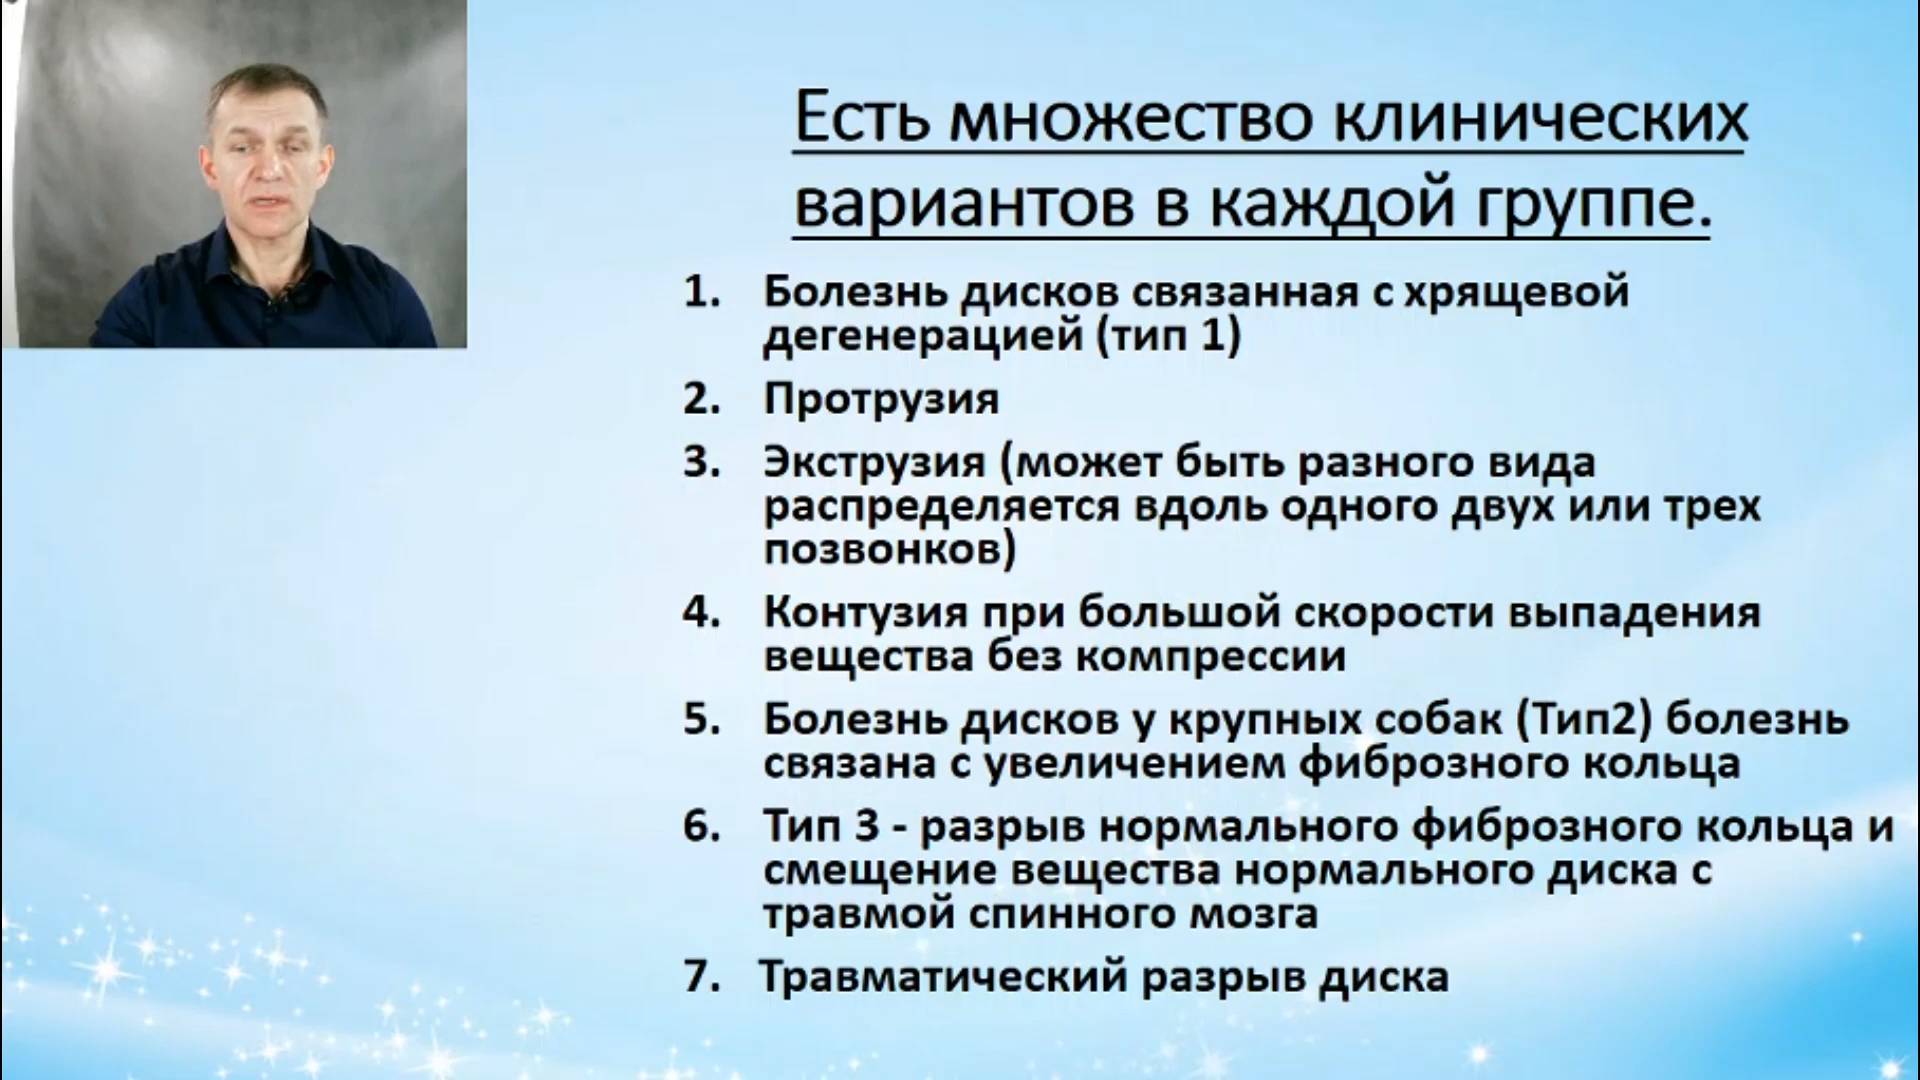 Есть множество клинических
вариантов в каждой группе.
1. Болезнь дисков связанная с хрящевой
дегенерацией (тип 1)
2. Протрузия
3. Экструзия (может быть разного вида
распределяется вдоль одного двух или трех
позвонков)
4. Контузия при большой скорости выпадения
вещества без компрессии
5. Болезнь дисков у крупных собак (Тип2) болезнь
связана с увеличением фиброзного кольца
6. Тип 3 - разрыв нормального фиброзного кольца и
смещение вещества нормального диска с
травмой спинного мозга
7. Травматический разрыв диска